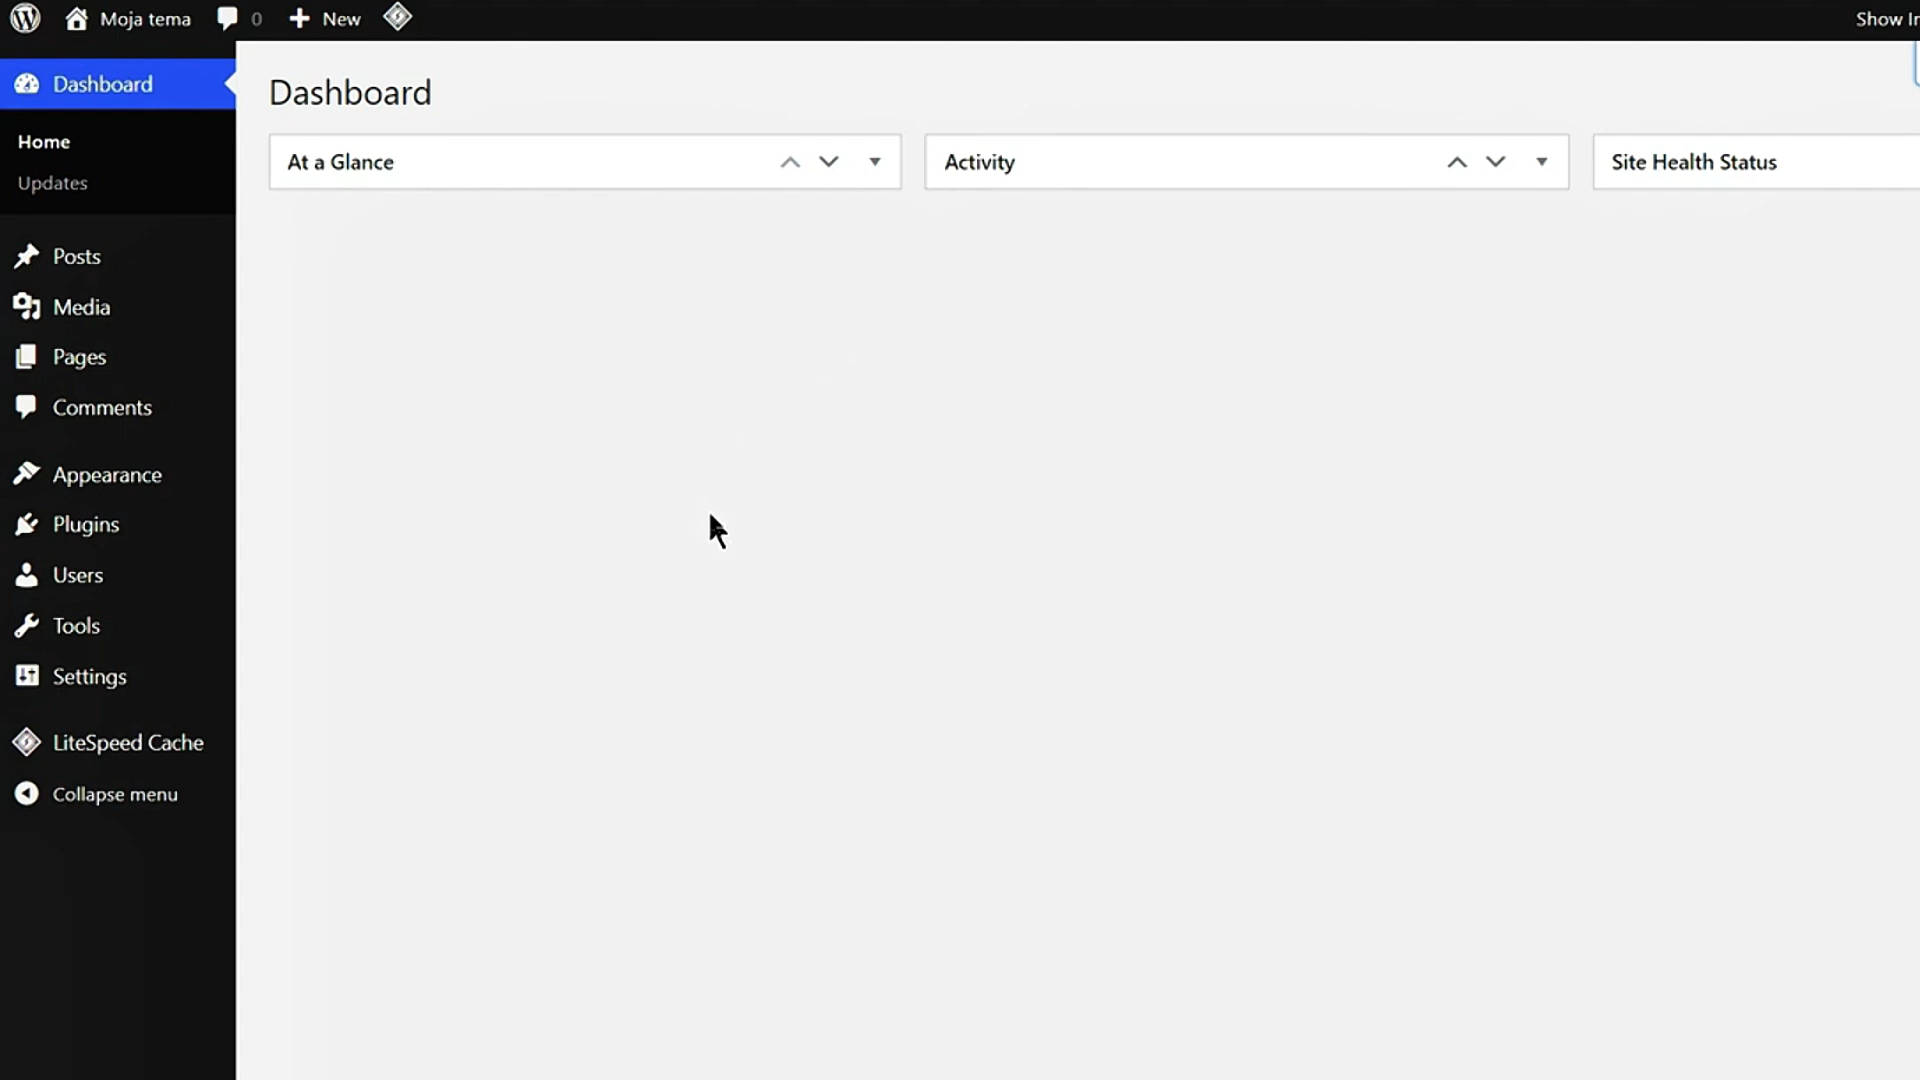 Moja tema
0
New
Show
Dashboard
Home
Updates
Posts
Media
Pages
Comments
Appearance
Plugins
Users
Tools
Settings
LiteSpeed Cache
Collapse menu
Dashboard
At a Glance
Activity
Site Health Status